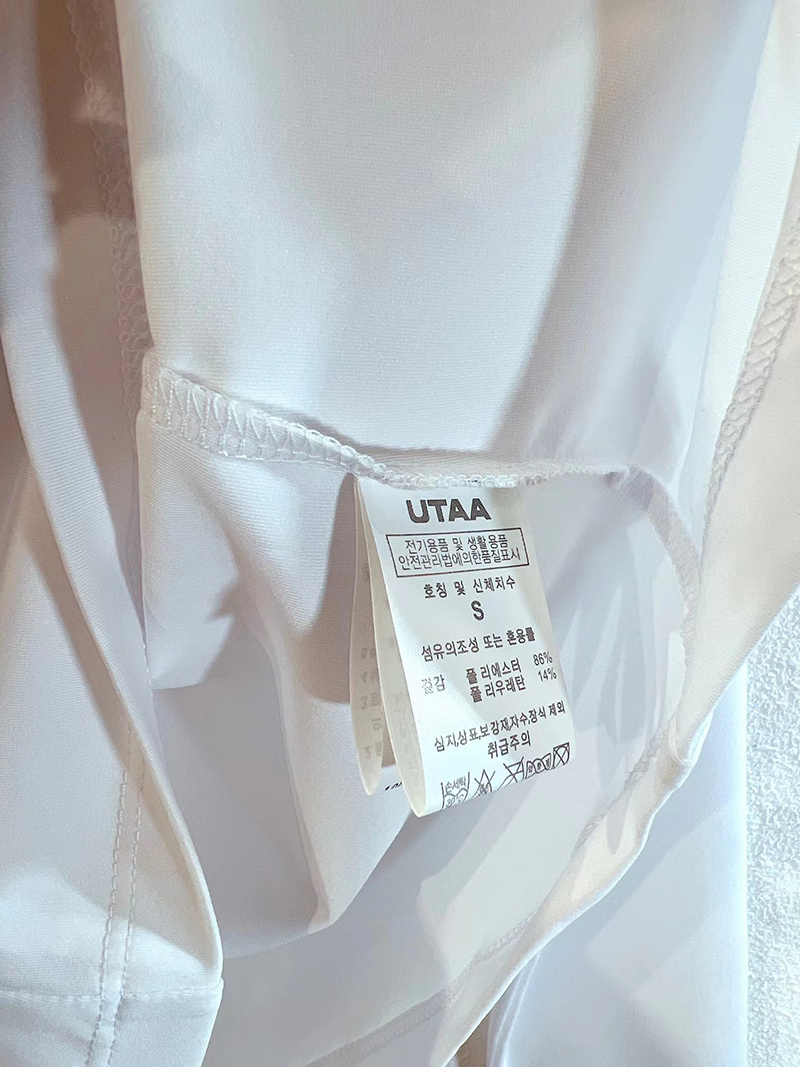 UTAA
전기용품 및 생활용품
안전관리법에의한품질표시
호칭 및 신체치수
S
섬유의조성 또는 혼용률
겉감 폴리에스터 86%
폴리우레탄 14%
심지,상표,보강재,자수,장식 제외
취급주의
손세탁